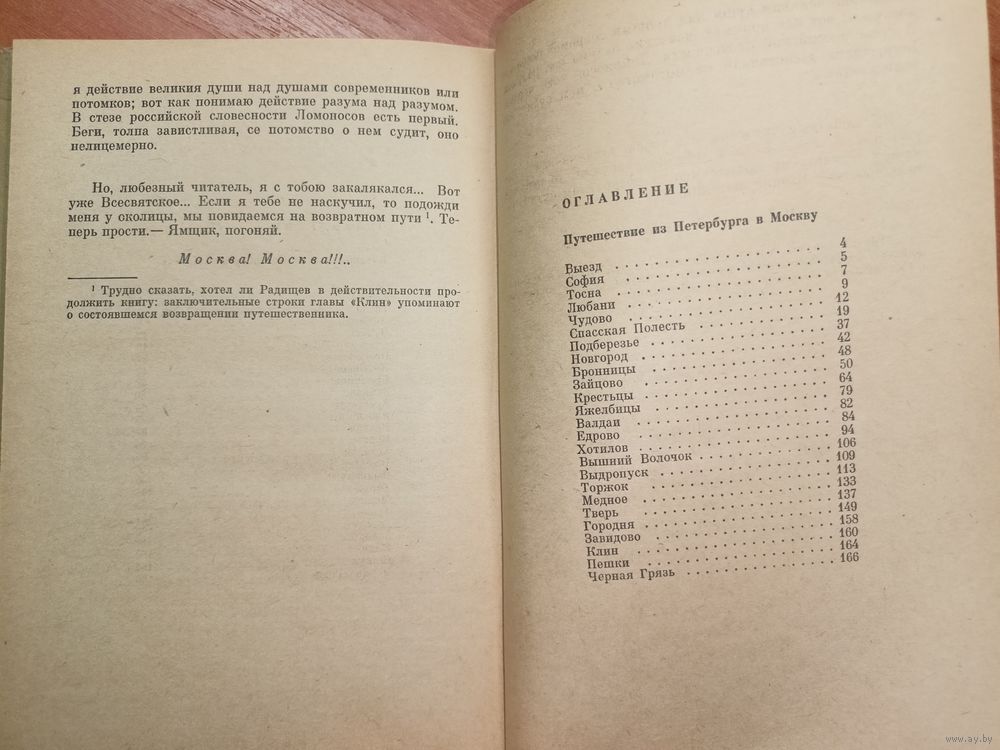 я действие великия души над душами современников или
потомков; вот как понимаю действие разума над разумом.
В стезе российской словесности Ломоносов есть первый.
Беги, толпа завистливая, се потомство о нем судит, оно
нелицемерно.
Но, любезный читатель, я с тобою закалякался... Вот
уже Всесвятское... Если я тебе не наскучил, то подожди
меня у околицы, мы повидаемся на возвратном пути ¹. Те-
перь прости.— Ямщик, погоняй.
Москва! Москва!!!..
¹ Трудно сказать, хотел ли Радищев в действительности про-
должить книгу: заключительные строки главы «Клин» упоминают
о состоявшемся возвращении путешественника.
ОГЛАВЛЕНИЕ
Путешествие из Петербурга в Москву
Выезд . . . . . . . . . . 4
София . . . . . . . . . . 5
Тосна . . . . . . . . . . 7
Любани . . . . . . . . . . 9
Чудово . . . . . . . . . . 12
Спасская Полесть . . . . . . . . . . 19
Подберезье . . . . . . . . . . 37
Новгород . . . . . . . . . . 42
Бронницы . . . . . . . . . . 48
Зайцово . . . . . . . . . . 50
Крестьцы . . . . . . . . . . 64
Яжелбицы . . . . . . . . . . 79
Валдаи . . . . . . . . . . 82
Едрово . . . . . . . . . . 84
Хотилов . . . . . . . . . . 94
Вышний Волочок . . . . . . . . . . 106
Выдропуск . . . . . . . . . . 109
Торжок . . . . . . . . . . 113
Медное . . . . . . . . . . 133
Тверь . . . . . . . . . . 137
Городня . . . . . . . . . . 149
Завидово . . . . . . . . . . 158
Клин . . . . . . . . . . 160
Пешки . . . . . . . . . . 164
Черная Грязь . . . . . . . . . . 166
www.ay.by